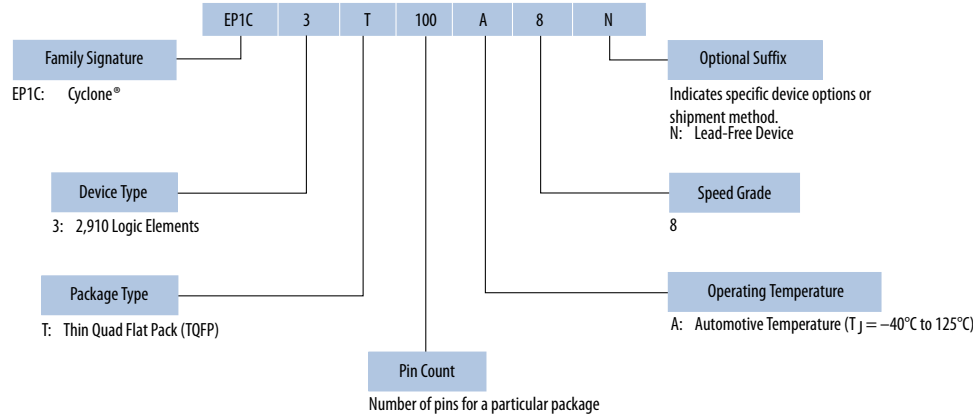 EP1C 3 T 100 A 8 N
Family Signature
EP1C: Cyclone®
Optional Suffix
Indicates specific device options or
shipment method.
N: Lead-Free Device
Device Type
3: 2,910 Logic Elements
Speed Grade
8
Package Type
T: Thin Quad Flat Pack (TQFP)
Operating Temperature
A: Automotive Temperature (T J = –40°C to 125°C)
Pin Count
Number of pins for a particular package